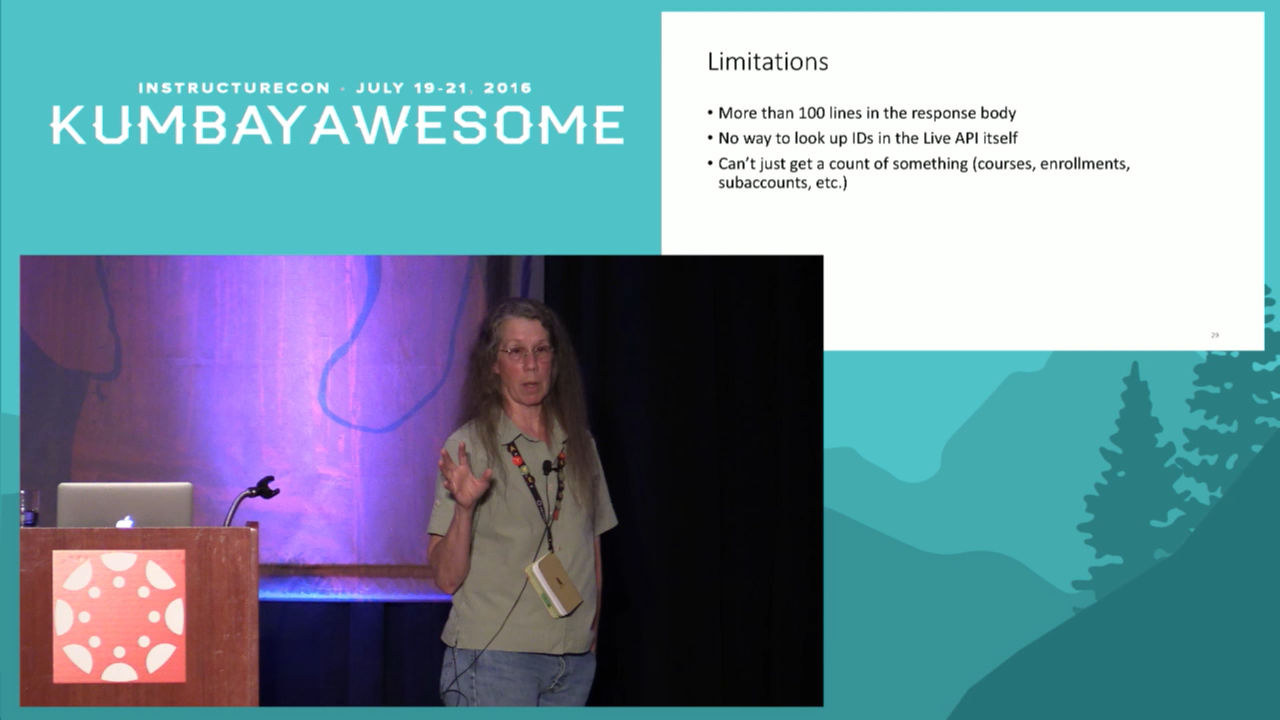 INSTRUCTURECON • JULY 19-21, 2016
KUMBAYAWESOME
Limitations
• More than 100 lines in the response body
• No way to look up IDs in the Live API itself
• Can’t just get a count of something (courses, enrollments,
subaccounts, etc.)
29